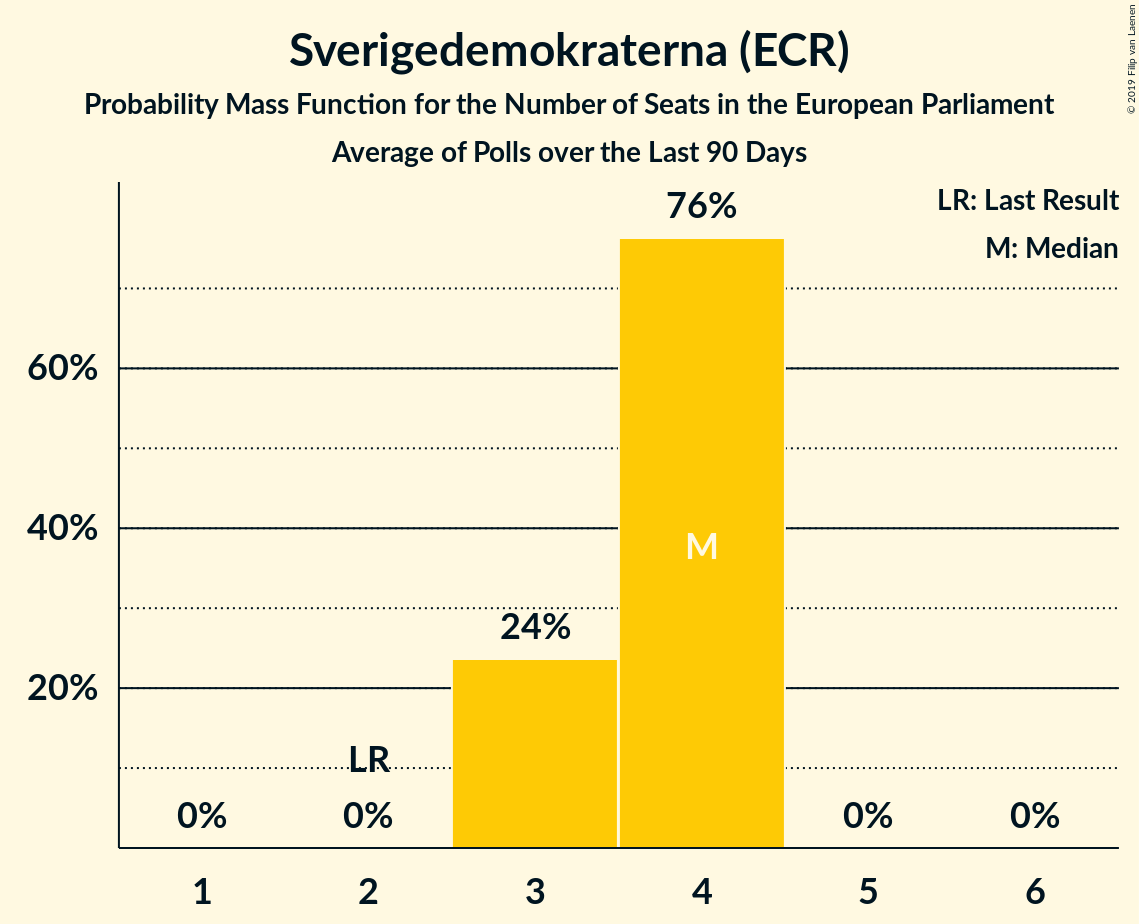 Sverigedemokraterna (ECR)
Probability Mass Function for the Number of Seats in the European Parliament
Average of Polls over the Last 90 Days
© 2019 Filip van Laenen
LR: Last Result
M: Median
76%
60%
40%
M
24%
20%
LR
0%
0%
0%
0%
1
2
3
4
5
6